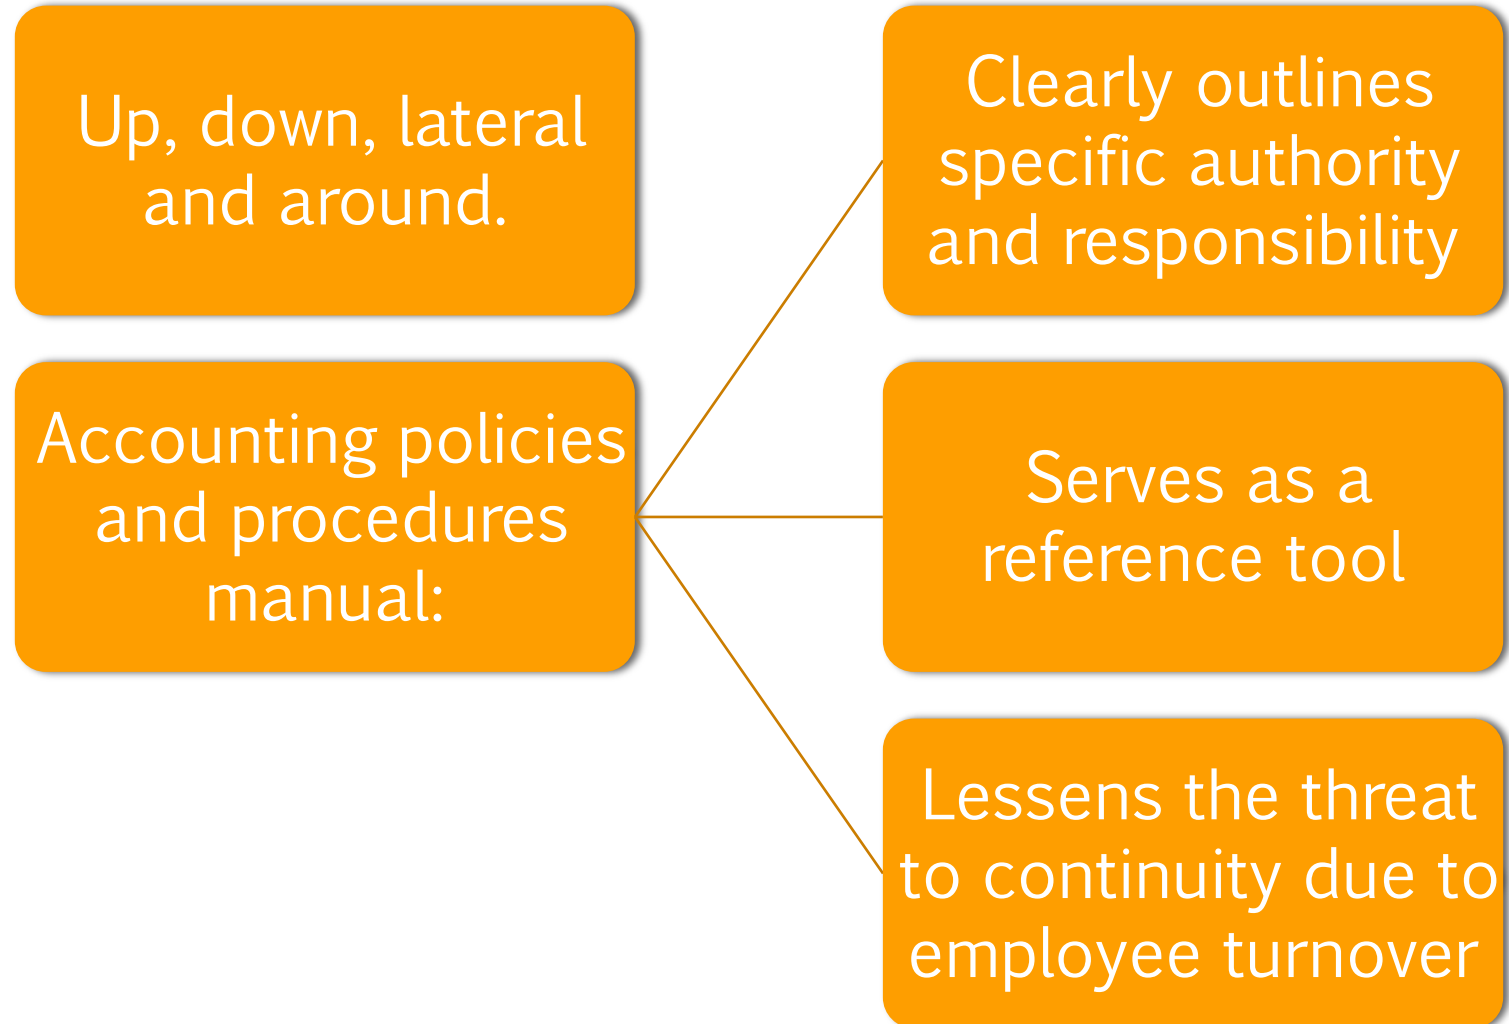 Up, down, lateral
and around.
Accounting policies
and procedures
manual:
Clearly outlines
specific authority
and responsibility
Serves as a
reference tool
Lessens the threat
to continuity due to
employee turnover